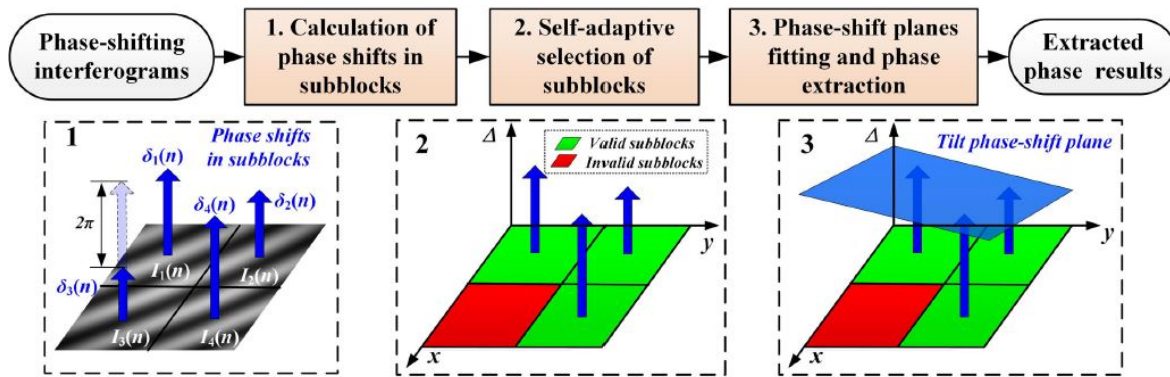 Phase-shifting
interferograms
1. Calculation of
phase shifts in
subblocks
2. Self-adaptive
selection of
subblocks
3. Phase-shift planes
fitting and phase
extraction
Extracted
phase results
1
Phase shifts
in subblocks
δ₁(n)
δ₂(n)
δ₄(n)
2π
δ₃(n)
I₁(n)
I₂(n)
I₃(n)
I₄(n)
2
Δ
Valid subblocks
Invalid subblocks
y
x
3
Δ
Tilt phase-shift plane
y
x